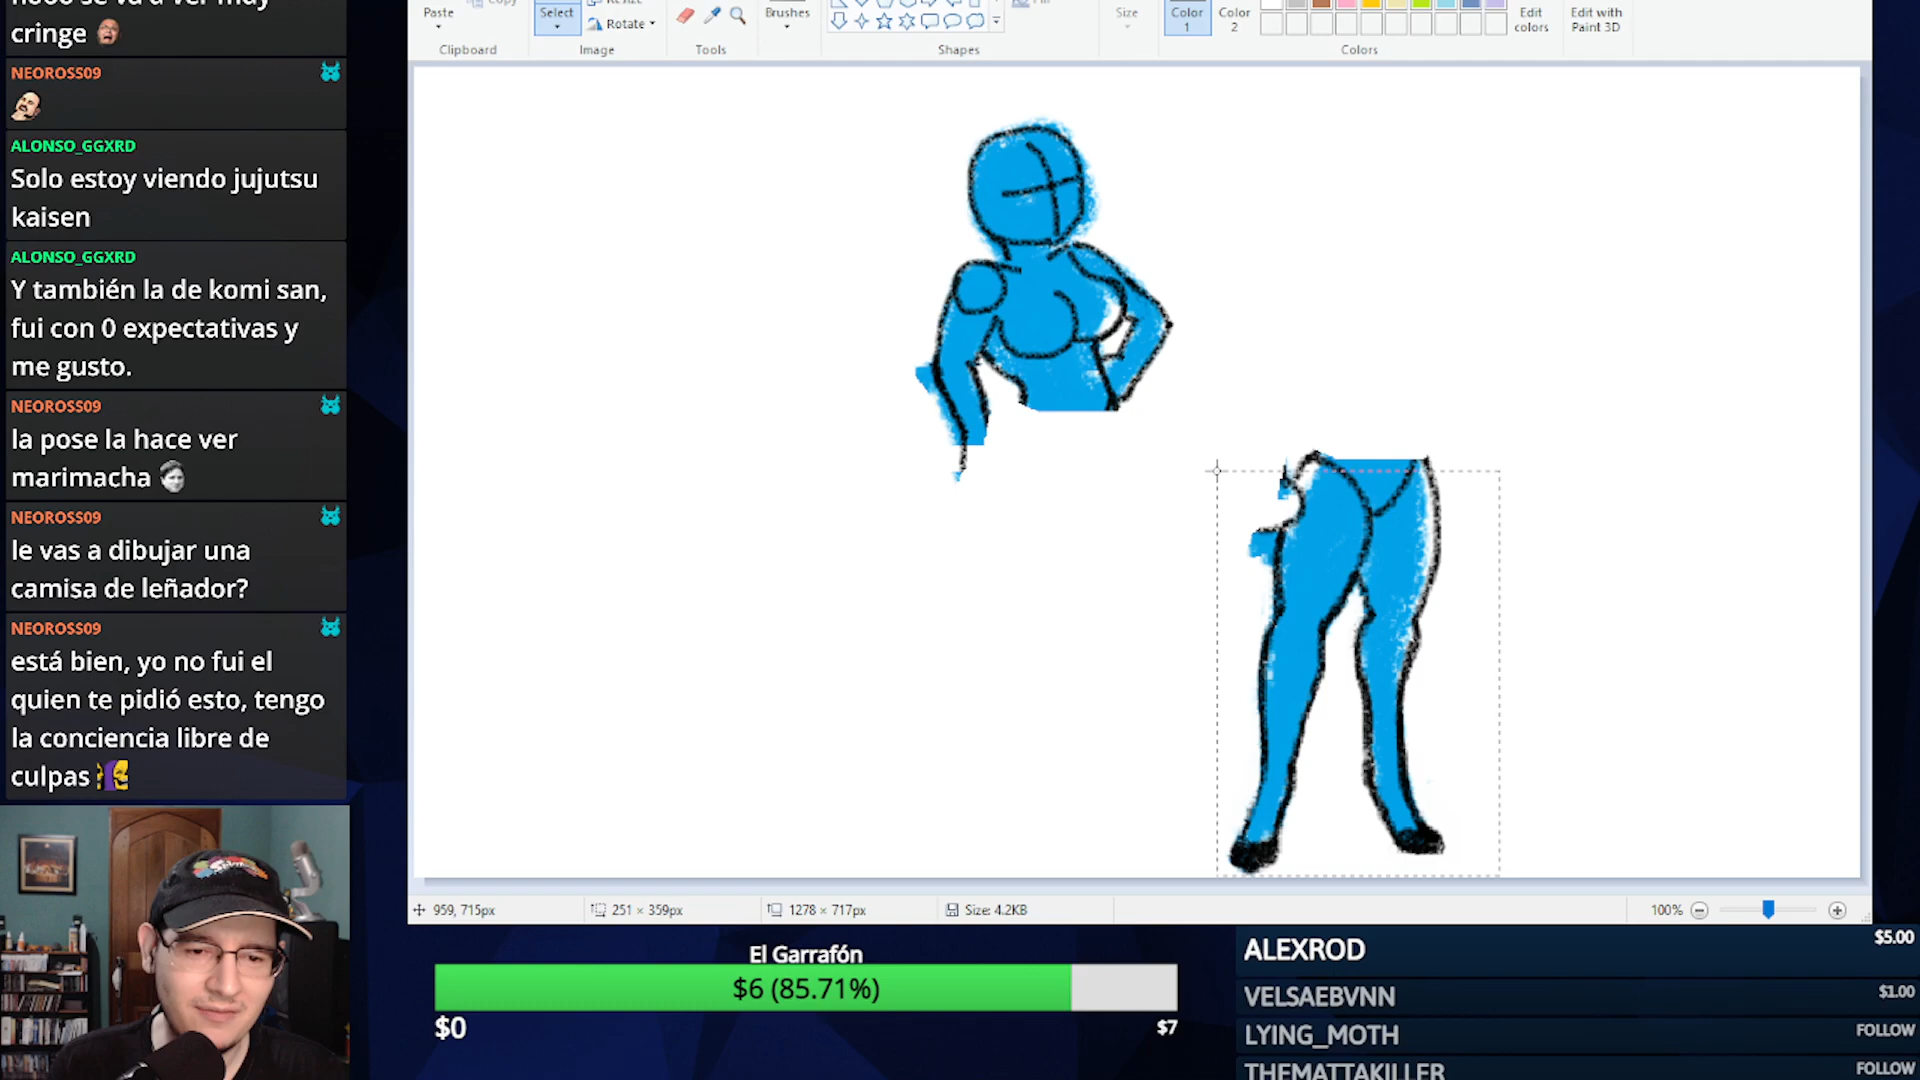 cringe
NEOROSS09
ALONSO_GGXRD
Solo estoy viendo jujutsu
kaisen
ALONSO_GGXRD
Y también la de komi san,
fui con 0 expectativas y
me gusto.
NEOROSS09
la pose la hace ver
marimacha
NEOROSS09
le vas a dibujar una
camisa de leñador?
NEOROSS09
está bien, yo no fui el
quien te pidió esto, tengo
la conciencia libre de
culpas
Paste
Copy
Select
Rotate
Brushes
Size
Color
1
Color
2
Edit
colors
Edit with
Paint 3D
Clipboard
Image
Tools
Shapes
Colors
959, 715px
251 × 359px
1278 × 717px
Size: 4.2KB
100%
El Garrafón
$6 (85.71%)
$0
$7
ALEXROD
$5.00
VELSAEBVNN
$1.00
LYING_MOTH
FOLLOW
THEMATTAKILLER
FOLLOW